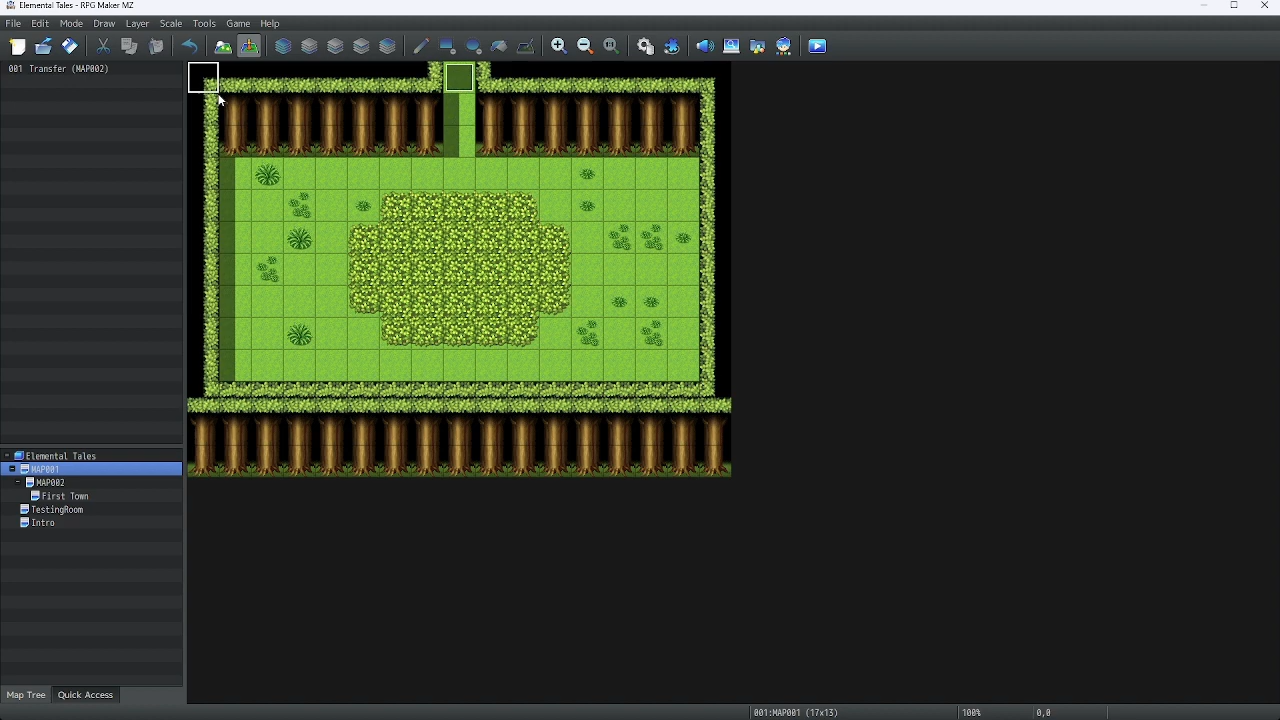 Elemental Tales - RPG Maker MZ
File Edit Mode Draw Layer Scale Tools Game Help
001 Transfer (MAP002)
Elemental Tales
MAP001
MAP002
First Town
TestingRoom
Intro
Map Tree Quick Access
001:MAP001 (17x13) 100% 0,0